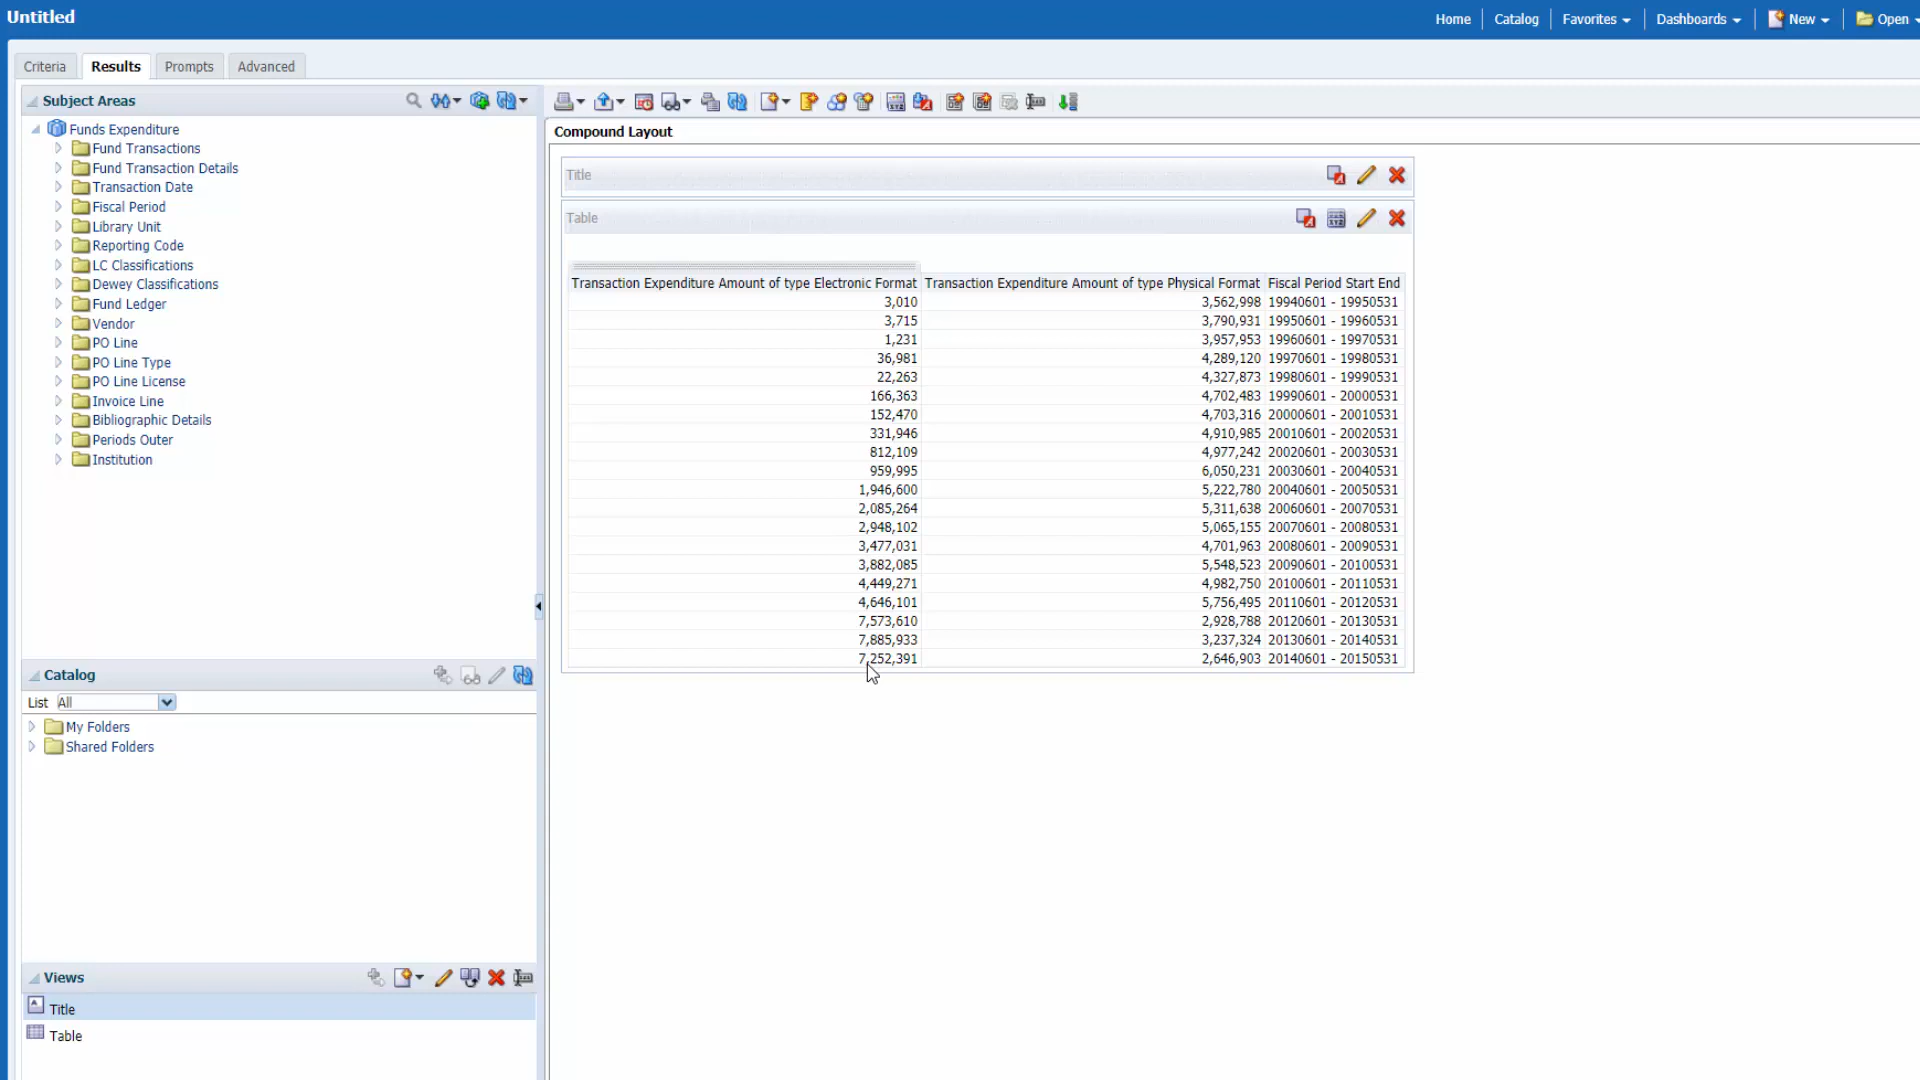 Untitled
Home Catalog Favorites Dashboards New Open
Criteria Results Prompts Advanced
Subject Areas
Funds Expenditure
Fund Transactions
Fund Transaction Details
Transaction Date
Fiscal Period
Library Unit
Reporting Code
LC Classifications
Dewey Classifications
Fund Ledger
Vendor
PO Line
PO Line Type
PO Line License
Invoice Line
Bibliographic Details
Periods Outer
Institution
Catalog
List All
My Folders
Shared Folders
Views
Title
Table
Compound Layout
Title
Table
Transaction Expenditure Amount of type Electronic Format Transaction Expenditure Amount of type Physical Format Fiscal Period Start End
3,010 3,562,998 19940601 - 19950531
3,715 3,790,931 19950601 - 19960531
1,231 3,957,953 19960601 - 19970531
36,981 4,289,120 19970601 - 19980531
22,263 4,327,873 19980601 - 19990531
166,363 4,702,483 19990601 - 20000531
152,470 4,703,316 20000601 - 20010531
331,946 4,910,985 20010601 - 20020531
812,109 4,977,242 20020601 - 20030531
959,995 6,050,231 20030601 - 20040531
1,946,600 5,222,780 20040601 - 20050531
2,085,264 5,311,638 20060601 - 20070531
2,948,102 5,065,155 20070601 - 20080531
3,477,031 4,701,963 20080601 - 20090531
3,882,085 5,548,523 20090601 - 20100531
4,449,271 4,982,750 20100601 - 20110531
4,646,101 5,756,495 20110601 - 20120531
7,573,610 2,928,788 20120601 - 20130531
7,885,933 3,237,324 20130601 - 20140531
7,252,391 2,646,903 20140601 - 20150531